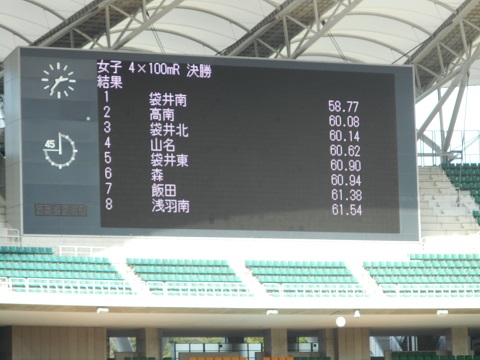 女子 4×100mR 決勝
結果
1 袋井南 58.77
2 高南 60.08
3 袋井北 60.14
4 山名 60.62
5 袋井東 60.90
6 森 60.94
7 飯田 61.38
8 浅羽南 61.54
45